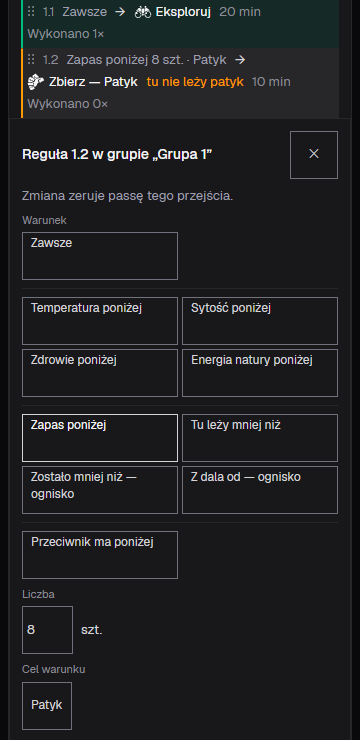 1.1 Zawsze → Eksploruj 20 min
Wykonano 1×
1.2 Zapas poniżej 8 szt. · Patyk →
Zbierz — Patyk tu nie leży patyk 10 min
Wykonano 0×
Reguła 1.2 w grupie „Grupa 1”
×
Zmiana zeruje passę tego przejścia.
Warunek
Zawsze
Temperatura poniżej Sytość poniżej
Zdrowie poniżej Energia natury poniżej
Zapas poniżej Tu leży mniej niż
Zostało mniej niż — Z dala od — ognisko
ognisko
Przeciwnik ma poniżej
Liczba
8 szt.
Cel warunku
Patyk